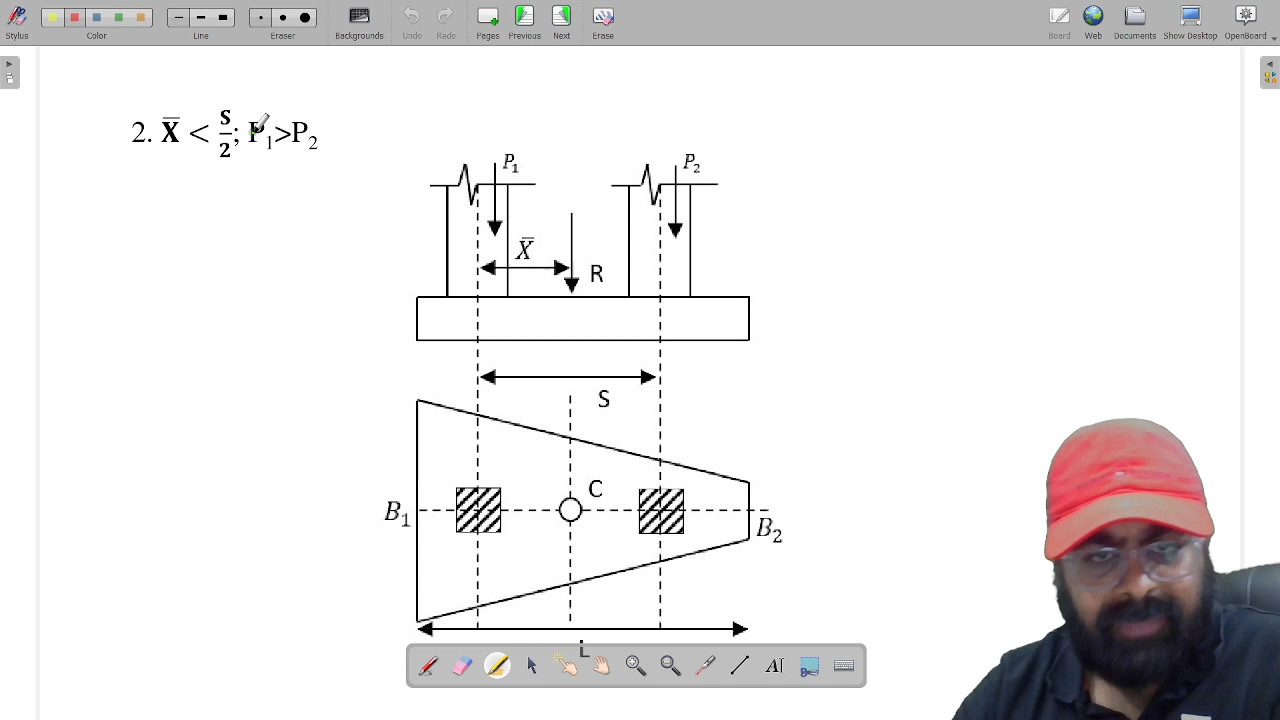 Stylus Color Line Eraser Backgrounds Undo Redo Pages Previous Next Erase Board Web Documents Show Desktop OpenBoard
2. X̅ < S/2; P₁>P₂
P₁ P₂
X̅
R
S
C
B₁
B₂
L
AI